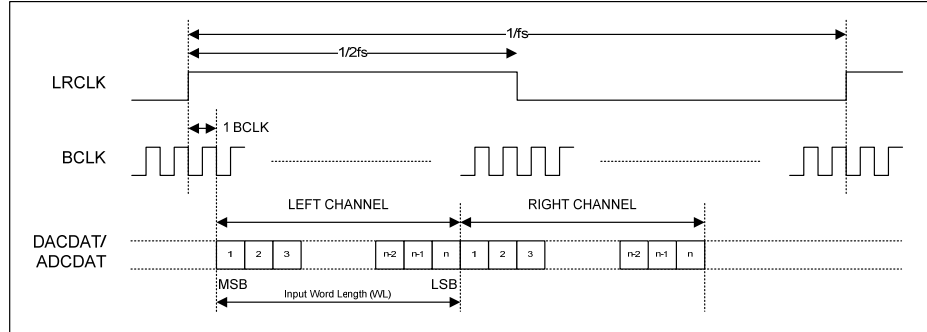 1/fs
1/2fs
LRCLK
1 BCLK
BCLK
LEFT CHANNEL RIGHT CHANNEL
DACDAT/
ADCDAT
1 2 3 n-2 n-1 n 1 2 3 n-2 n-1 n
MSB LSB
Input Word Length (WL)